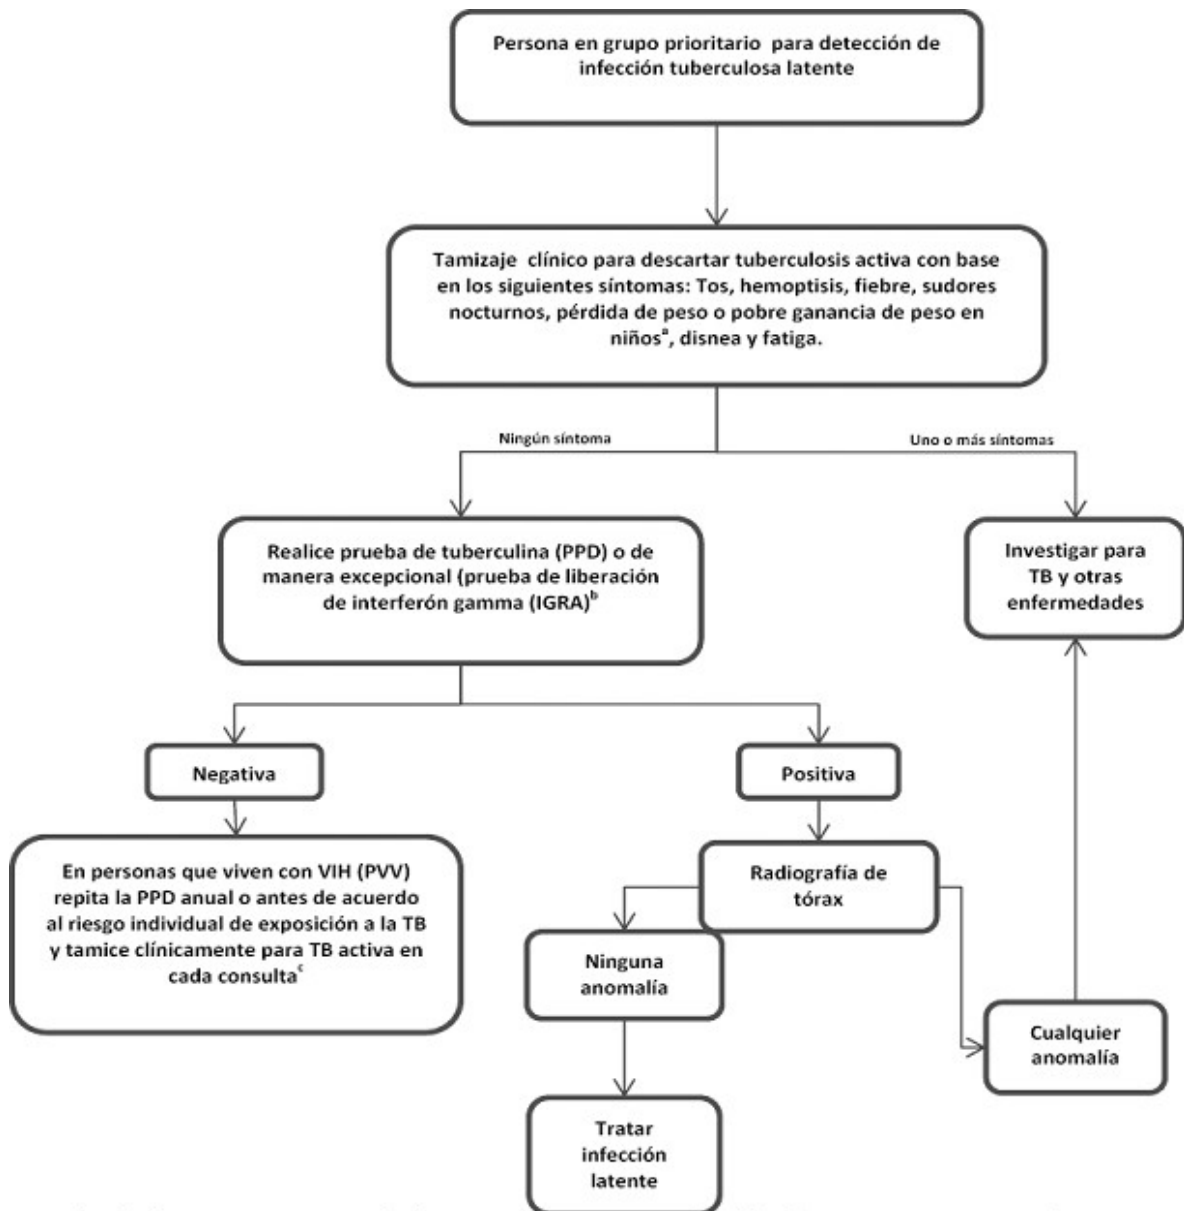 Persona en grupo prioritario para detección de
infección tuberculosa latente
Tamizaje clínico para descartar tuberculosis activa con base
en los siguientes síntomas: Tos, hemoptisis, fiebre, sudores
nocturnos, pérdida de peso o pobre ganancia de peso en
niñosª, disnea y fatiga.
Ningún síntoma
Uno o más síntomas
Realice prueba de tuberculina (PPD) o de
manera excepcional (prueba de liberación
de interferón gamma (IGRA)ᵇ
Investigar para
TB y otras
enfermedades
Negativa
Positiva
En personas que viven con VIH (PVV)
repita la PPD anual o antes de acuerdo
al riesgo individual de exposición a la TB
y tamice clínicamente para TB activa en
cada consultaᶜ
Radiografía de
tórax
Ninguna
anomalía
Cualquier
anomalía
Tratar
infección
latente